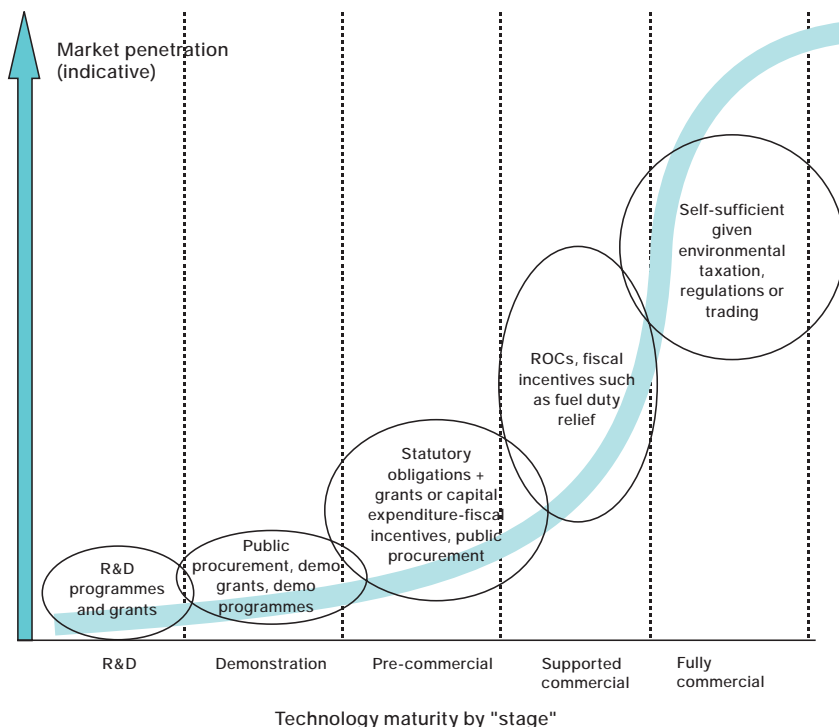 Market penetration
(indicative)
Self-sufficient
given
environmental
taxation,
regulations or
trading
ROCs, fiscal
incentives such
as fuel duty
relief
Statutory
obligations +
grants or capital
expenditure-fiscal
incentives, public
procurement
Public
procurement, demo
grants, demo
programmes
R&D
programmes
and grants
R&D
Demonstration
Pre-commercial
Supported
commercial
Fully
commercial
Technology maturity by "stage"